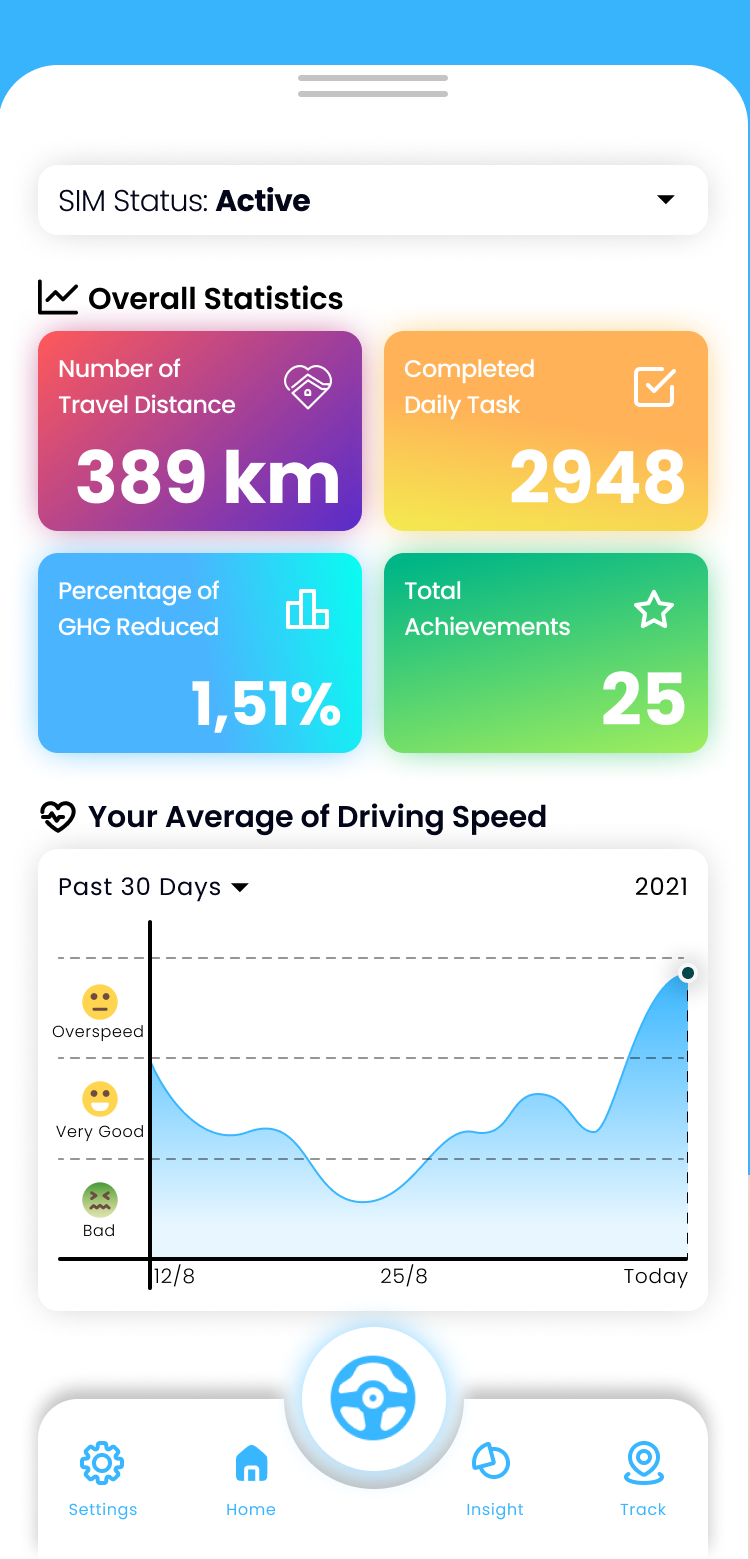 SIM Status: Active
Overall Statistics
Number of
Travel Distance
389 km
Completed
Daily Task
2948
Percentage of
GHG Reduced
1,51%
Total
Achievements
25
Your Average of Driving Speed
Past 30 Days
2021
Overspeed
Very Good
Bad
12/8
25/8
Today
Settings
Home
Insight
Track